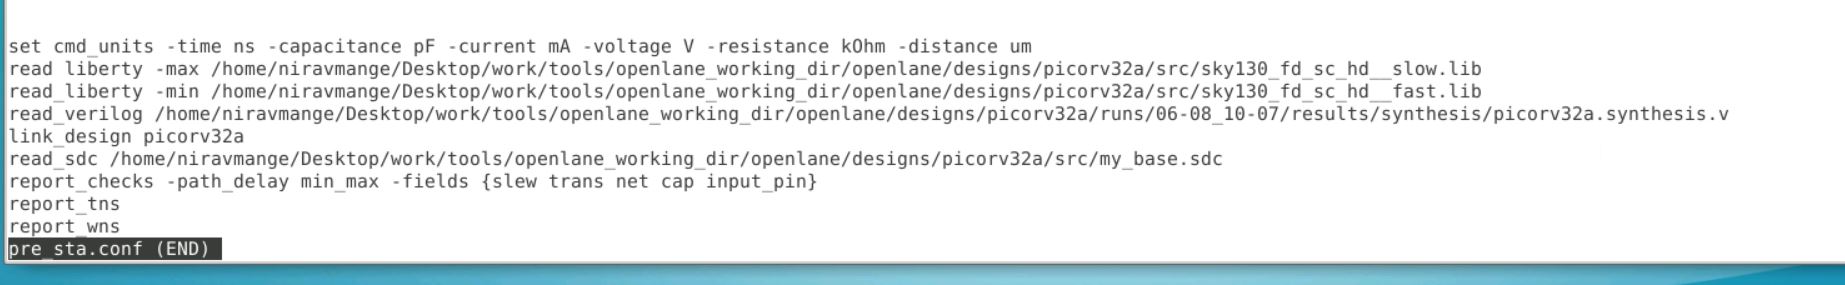 set cmd_units -time ns -capacitance pF -current mA -voltage V -resistance kOhm -distance um
read_liberty -max /home/niravmange/Desktop/work/tools/openlane_working_dir/openlane/designs/picorv32a/src/sky130_fd_sc_hd__slow.lib
read_liberty -min /home/niravmange/Desktop/work/tools/openlane_working_dir/openlane/designs/picorv32a/src/sky130_fd_sc_hd__fast.lib
read_verilog /home/niravmange/Desktop/work/tools/openlane_working_dir/openlane/designs/picorv32a/runs/06-08_10-07/results/synthesis/picorv32a.synthesis.v
link_design picorv32a
read_sdc /home/niravmange/Desktop/work/tools/openlane_working_dir/openlane/designs/picorv32a/src/my_base.sdc
report_checks -path_delay min_max -fields {slew trans net cap input_pin}
report_tns
report_wns
pre_sta.conf (END)